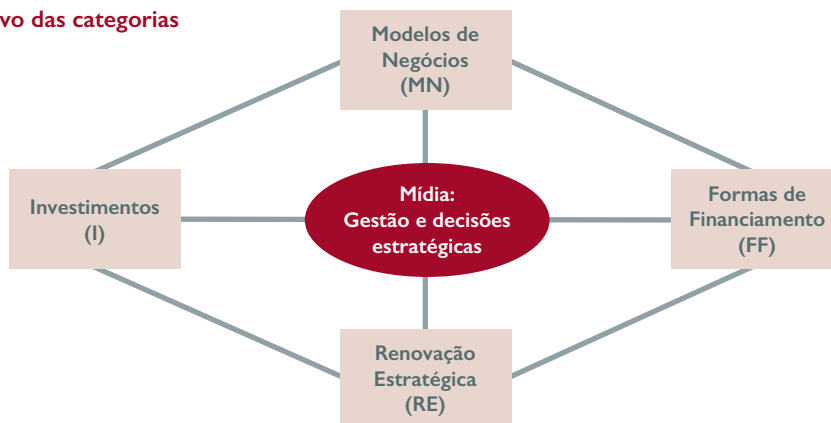 vo das categorias
Modelos de
Negócios
(MN)
Investimentos
(I)
Mídia:
Gestão e decisões
estratégicas
Formas de
Financiamento
(FF)
Renovação
Estratégica
(RE)